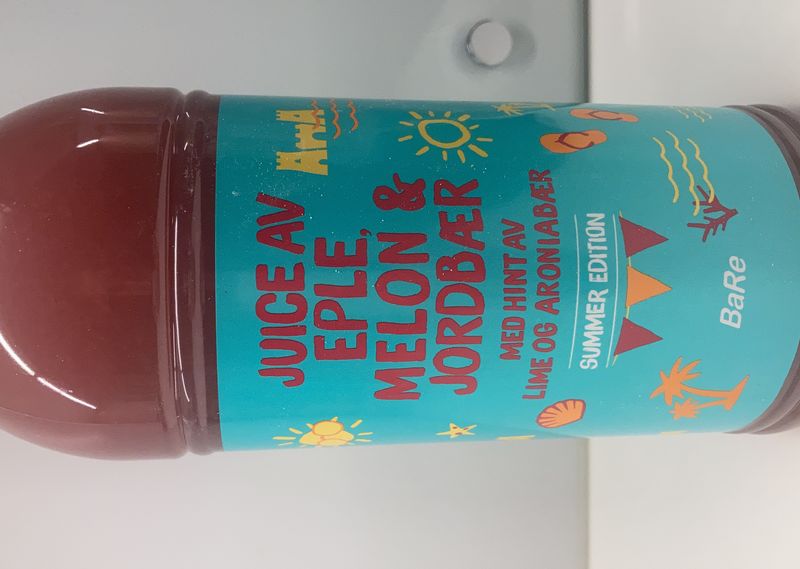 JUICE AV
EPLE,
MELON &
JORDBÆR
MED HINT AV
LIME OG ARONIABÆR
SUMMER EDITION
BaRe